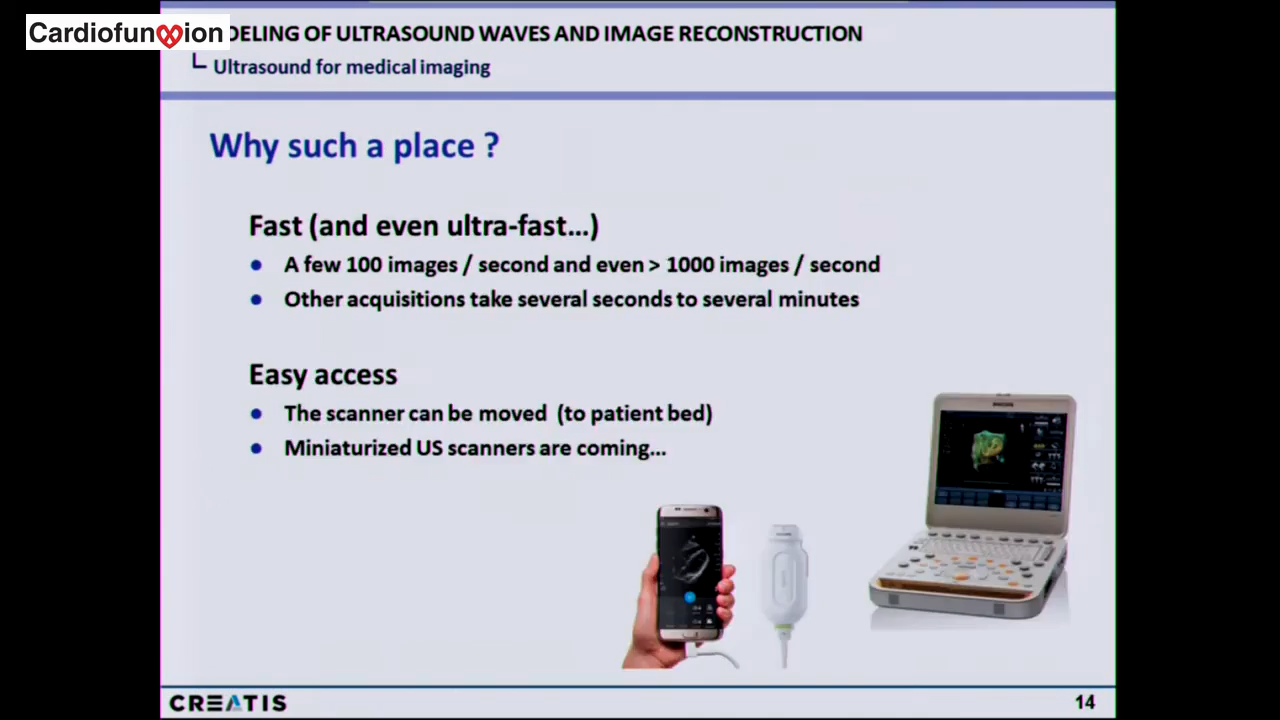 Cardiofunxion
DELING OF ULTRASOUND WAVES AND IMAGE RECONSTRUCTION
Ultrasound for medical imaging
Why such a place ?
Fast (and even ultra-fast…)
A few 100 images / second and even > 1000 images / second
Other acquisitions take several seconds to several minutes
Easy access
The scanner can be moved (to patient bed)
Miniaturized US scanners are coming…
CREATIS
14